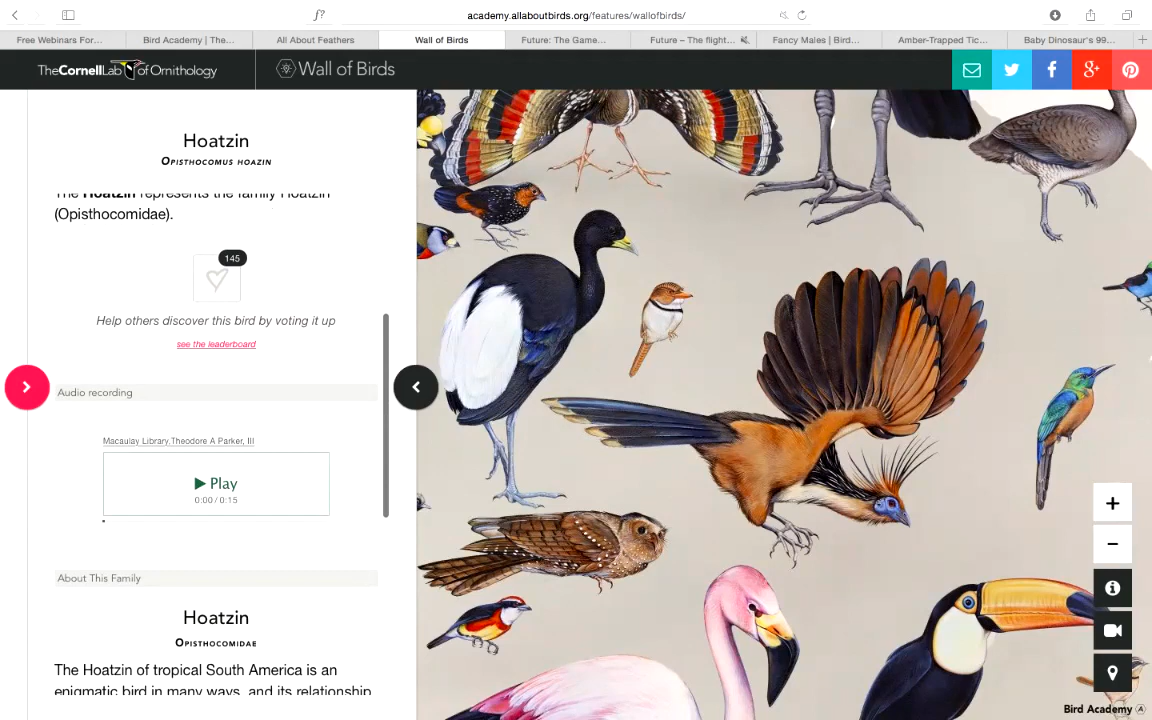 academy.allaboutbirds.org/features/wallofbirds/
Free Webinars For...
Bird Academy | The...
All About Feathers
Wall of Birds
Future: The Game...
Future – The flight...
Fancy Males | Bird...
Amber-Trapped Tic...
Baby Dinosaur's 99...
TheCornellLab of Ornithology
Wall of Birds
Hoatzin
Opisthocomus hoazin
The Hoatzin represents the family Hoatzin
(Opisthocomidae).
145
Help others discover this bird by voting it up
see the leaderboard
Audio recording
Macaulay Library,Theodore A Parker, III
Play
0:00 / 0:15
About This Family
Hoatzin
Opisthocomidae
The Hoatzin of tropical South America is an
enigmatic bird in many ways, and its relationship
Bird Academy